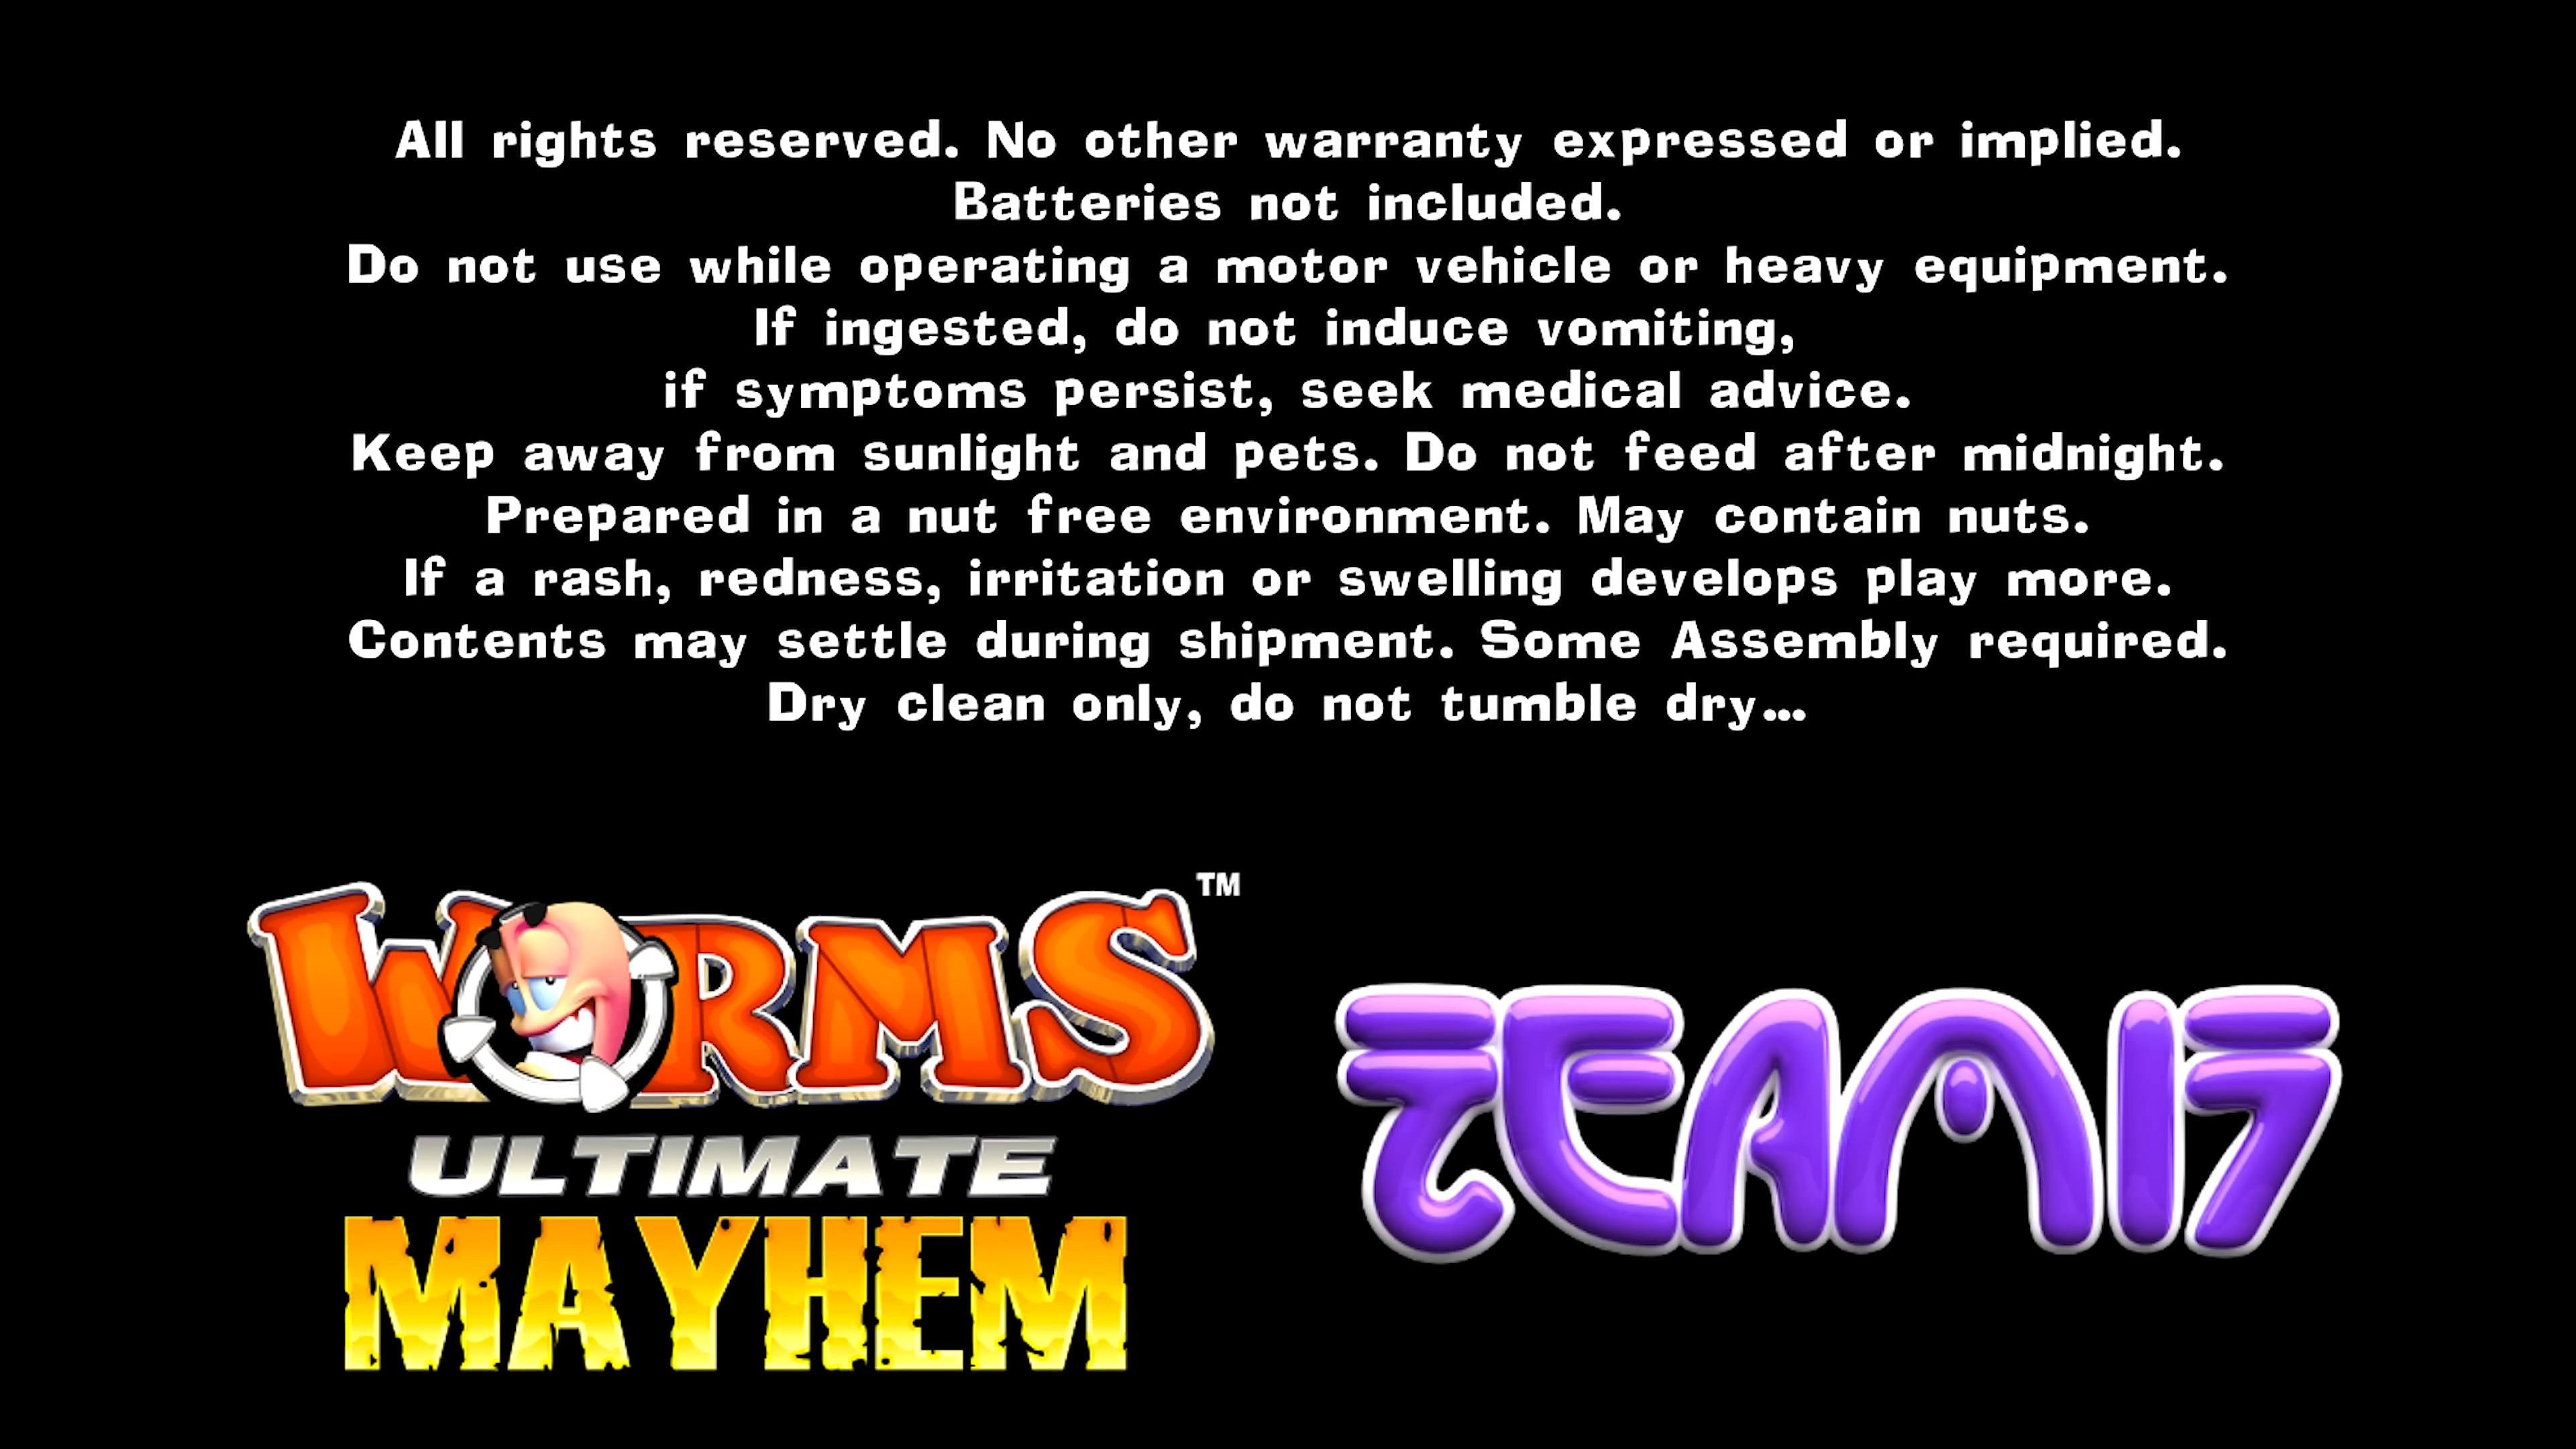 All rights reserved. No other warranty expressed or implied.
Batteries not included.
Do not use while operating a motor vehicle or heavy equipment.
If ingested, do not induce vomiting,
if symptoms persist, seek medical advice.
Keep away from sunlight and pets. Do not feed after midnight.
Prepared in a nut free environment. May contain nuts.
If a rash, redness, irritation or swelling develops play more.
Contents may settle during shipment. Some Assembly required.
Dry clean only, do not tumble dry...
WORMS™
ULTIMATE
MAYHEM
TEAM17